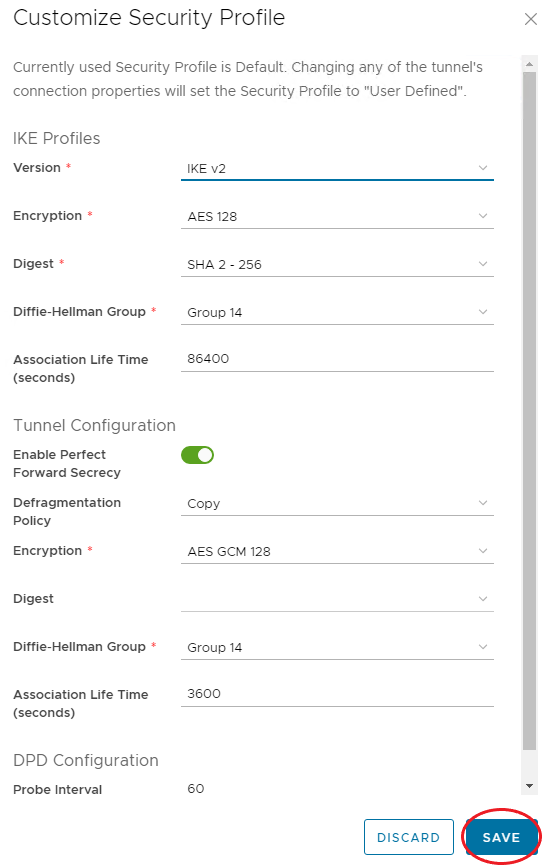 Customize Security Profile
Currently used Security Profile is Default. Changing any of the tunnel's
connection properties will set the Security Profile to "User Defined".
IKE Profiles
Version * IKE v2
Encryption * AES 128
Digest * SHA 2 - 256
Diffie-Hellman Group * Group 14
Association Life Time 86400
(seconds)
Tunnel Configuration
Enable Perfect
Forward Secrecy
Defragmentation Copy
Policy
Encryption * AES GCM 128
Digest
Diffie-Hellman Group * Group 14
Association Life Time 3600
(seconds)
DPD Configuration
Probe Interval 60
DISCARD SAVE